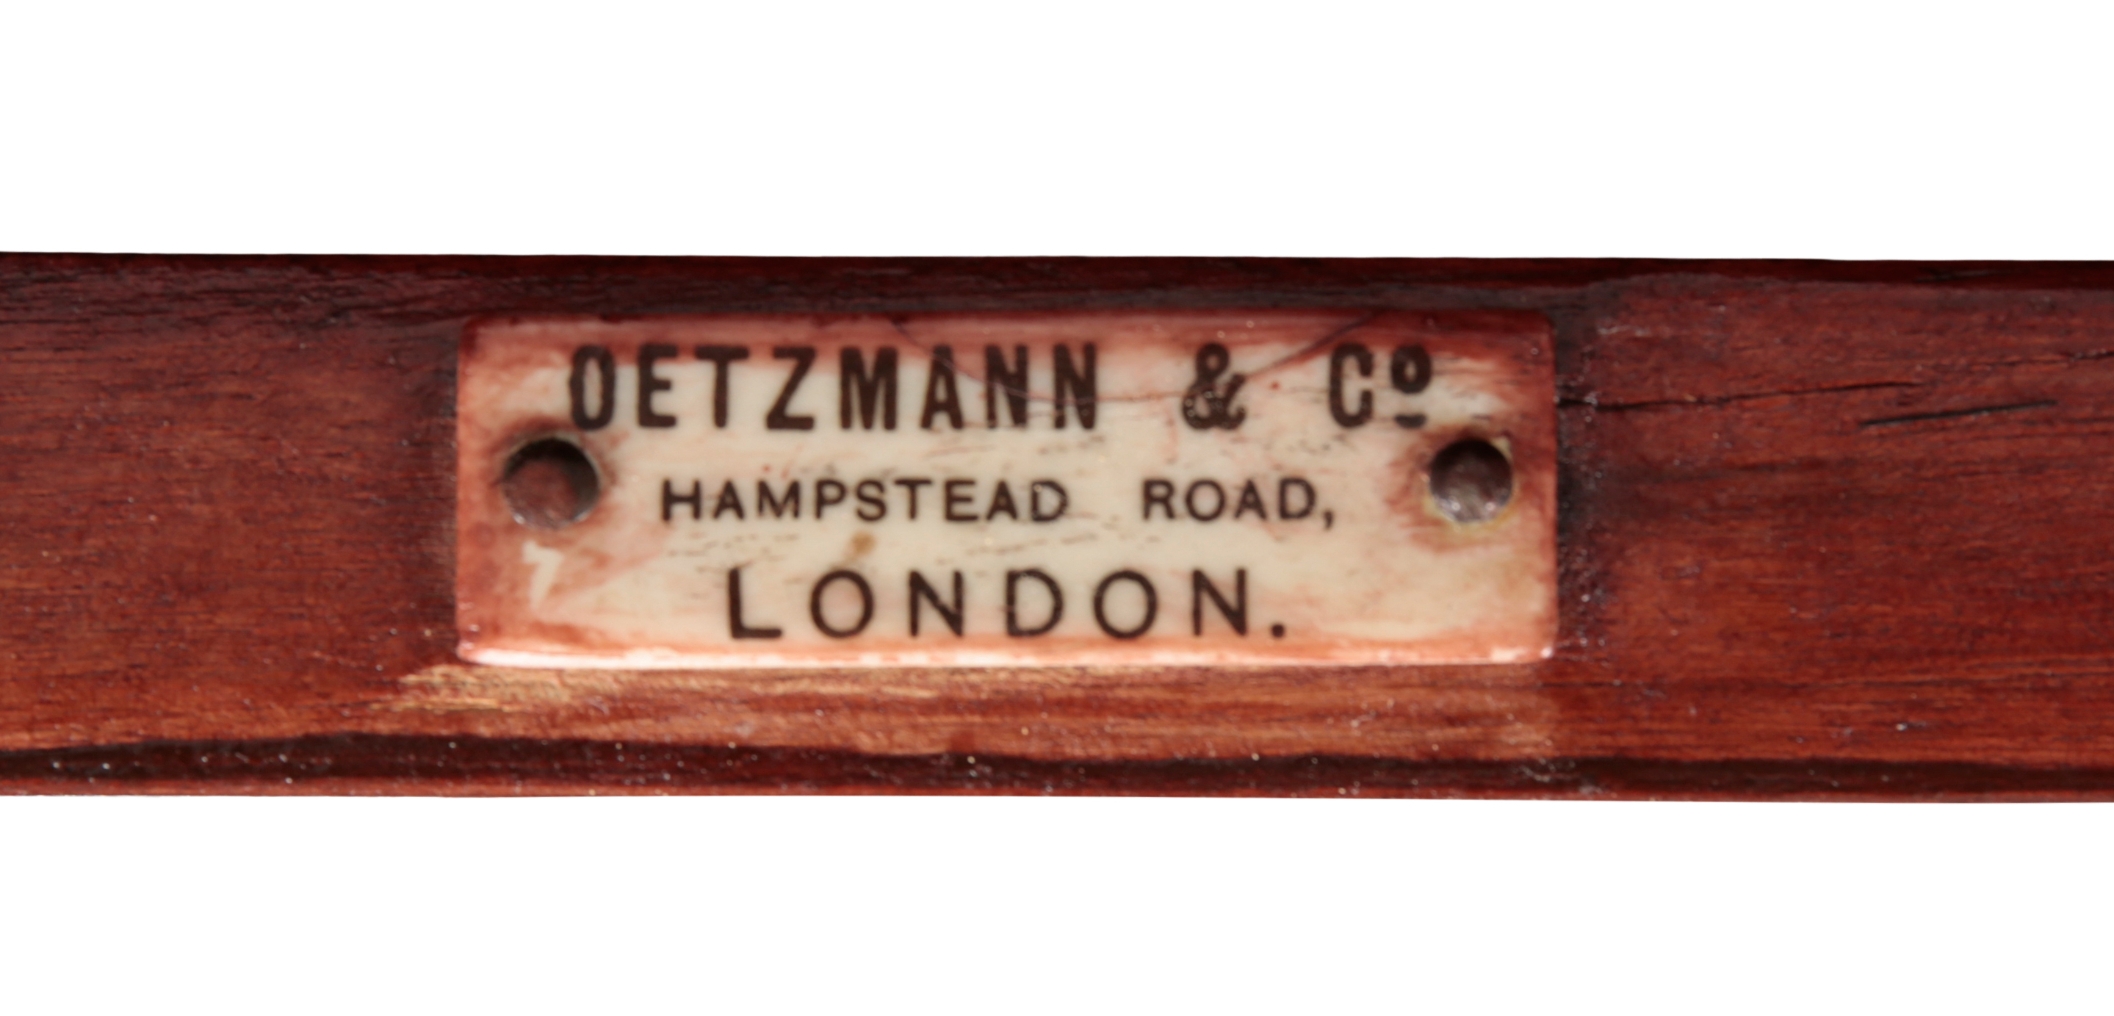 OETZMANN & Cº
HAMPSTEAD ROAD,
LONDON.